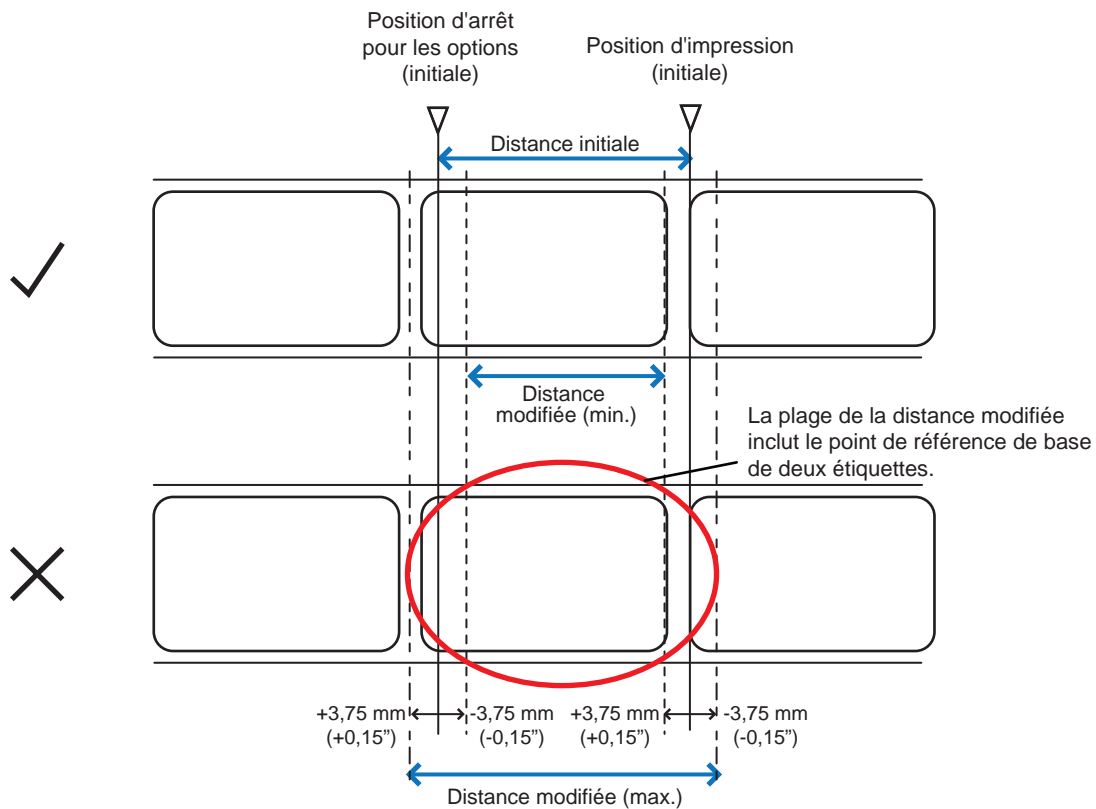 Position d'arrêt
pour les options
(initiale)
Position d'impression
(initiale)
Distance initiale
Distance
modifiée (min.)
La plage de la distance modifiée
inclut le point de référence de base
de deux étiquettes.
+3,75 mm
(+0,15”)
-3,75 mm
(-0,15”)
+3,75 mm
(+0,15”)
-3,75 mm
(-0,15”)
Distance modifiée (max.)